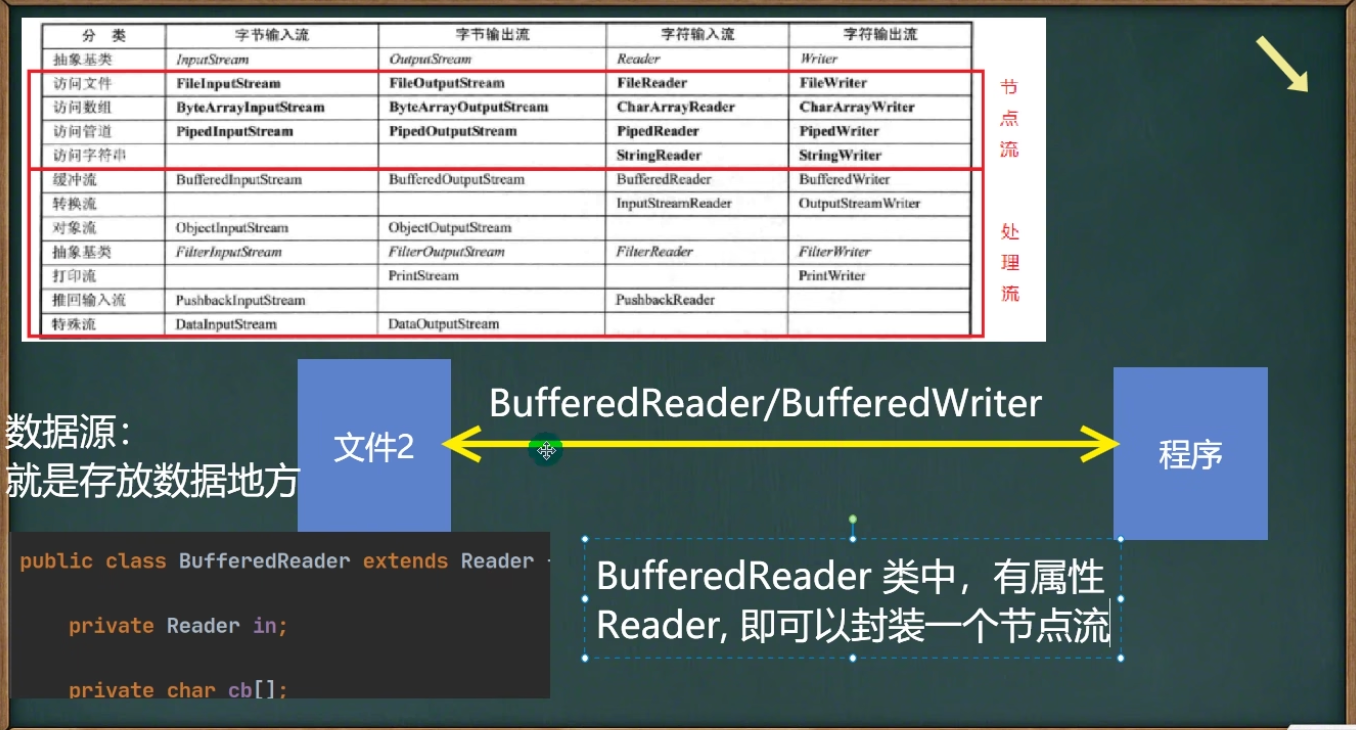 分 类 字节输入流 字节输出流 字符输入流 字符输出流
抽象基类 InputStream OutputStream Reader Writer
访问文件 FileInputStream FileOutputStream FileReader FileWriter
访问数组 ByteArrayInputStream ByteArrayOutputStream CharArrayReader CharArrayWriter
访问管道 PipedInputStream PipedOutputStream PipedReader PipedWriter
访问字符串 StringReader StringWriter
缓冲流 BufferedInputStream BufferedOutputStream BufferedReader BufferedWriter
转换流 InputStreamReader OutputStreamWriter
对象流 ObjectInputStream ObjectOutputStream
抽象基类 FilterInputStream FilterOutputStream FilterReader FilterWriter
打印流 PrintStream PrintWriter
推回输入流 PushbackInputStream PushbackReader
特殊流 DataInputStream DataOutputStream
节
点
流
处
理
流
数据源：
就是存放数据地方
文件2
BufferedReader/BufferedWriter
程序
public class BufferedReader extends Reader
private Reader in;
private char cb[];
BufferedReader 类中，有属性
Reader, 即可以封装一个节点流